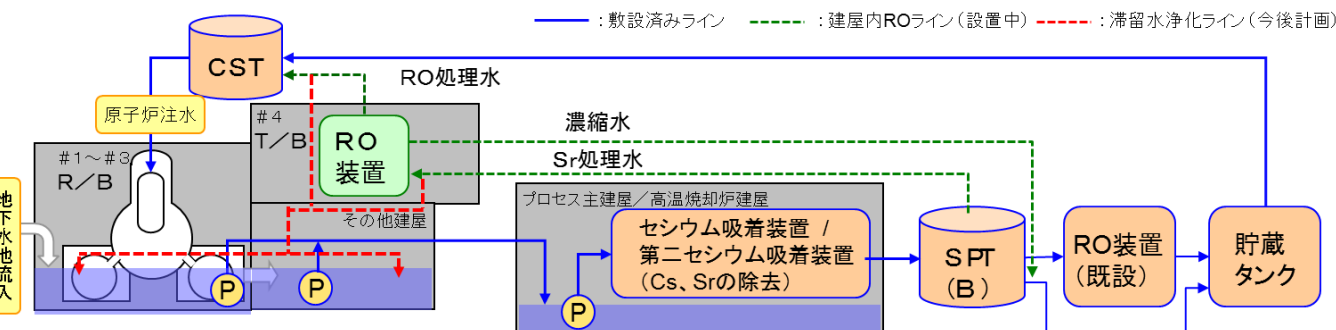 ：敷設済みライン
：建屋内ROライン（設置中）
：滞留水浄化ライン（今後計画）
CST
RO処理水
原子炉注水
#4
T／B
RO
装置
濃縮水
Sr処理水
#1～#3
R／B
地下水他流入
その他建屋
プロセス主建屋／高温焼却炉建屋
セシウム吸着装置 /
第二セシウム吸着装置
（Cs、Srの除去）
SPT
（B）
RO装置
（既設）
貯蔵
タンク
P
P
P